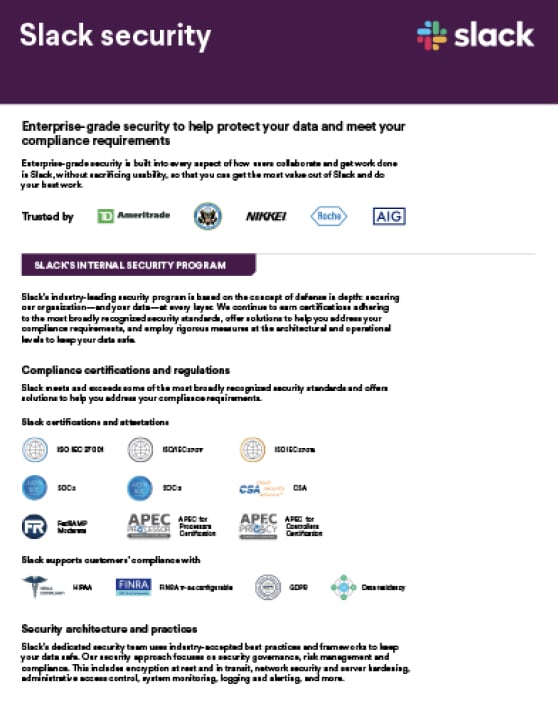 Slack security
slack
Enterprise-grade security to help protect your data and meet your
compliance requirements
Enterprise-grade security is built into every aspect of how users collaborate and get work done
in Slack, without sacrificing usability, so that you can get the most value out of Slack and do
your best work.
Trusted by
TD Ameritrade
NIKKEI
Roche
AIG
SLACK'S INTERNAL SECURITY PROGRAM
Slack's industry-leading security program is based on the concept of defense in depth: securing
our organization—and your data—at every layer. We continue to earn certifications adhering
to the most broadly recognized security standards, offer solutions to help you address your
compliance requirements, and employ rigorous measures at the architectural and operational
levels to keep your data safe.
Compliance certifications and regulations
Slack meets and exceeds some of the most broadly recognized security standards and offers
solutions to help you address your compliance requirements.
Slack certifications and attestations
ISO IEC 27001
ISO/IEC
ISO IEC
CSA
CSA
FR
FedRAMP
Moderate
APEC
PROCESSOR
APEC for
Processors
Certification
APEC
PRIVACY
APEC for
Controllers
Certification
Slack supports customers' compliance with
HIPAA
FINRA
FINRA 17-a4 configurable
GDPR
Data residency
Security architecture and practices
Slack's dedicated security team uses industry-accepted best practices and frameworks to keep
your data safe. Our security approach focuses on security governance, risk management and
compliance. This includes encryption at rest and in transit, network security and server hardening,
administrative access control, system monitoring, logging and alerting, and more.